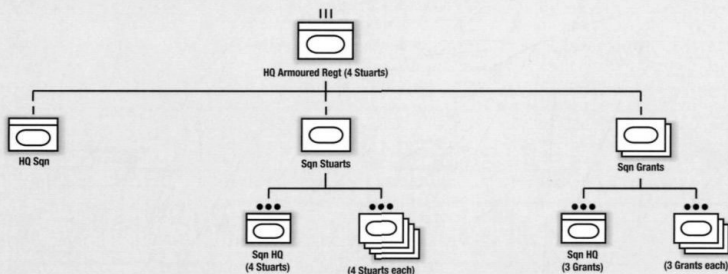 HQ Armoured Regt (4 Stuarts)
HQ Sqn
Sqn Stuarts
Sqn Grants
Sqn HQ
(4 Stuarts)
(4 Stuarts each)
Sqn HQ
(3 Grants)
(3 Grants each)